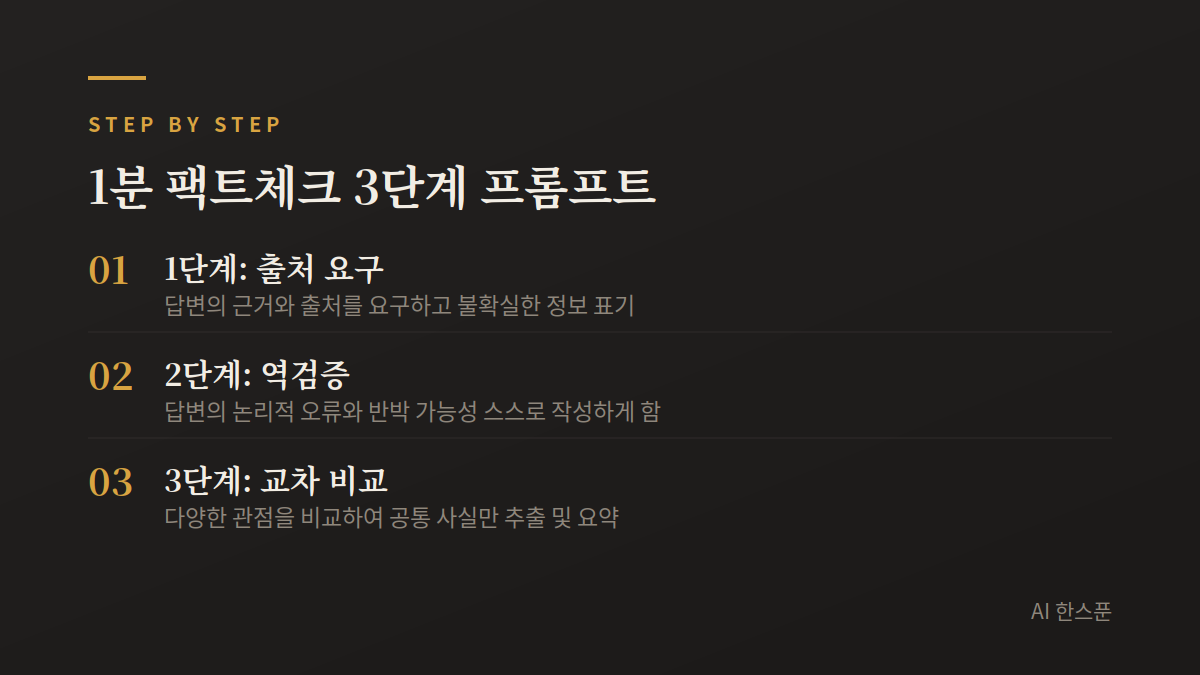 STEP BY STEP
1분 팩트체크 3단계 프롬프트
01
1단계: 출처 요구
답변의 근거와 출처를 요구하고 불확실한 정보 표기
02
2단계: 역검증
답변의 논리적 오류와 반박 가능성 스스로 작성하게 함
03
3단계: 교차 비교
다양한 관점을 비교하여 공통 사실만 추출 및 요약
AI 한스푼